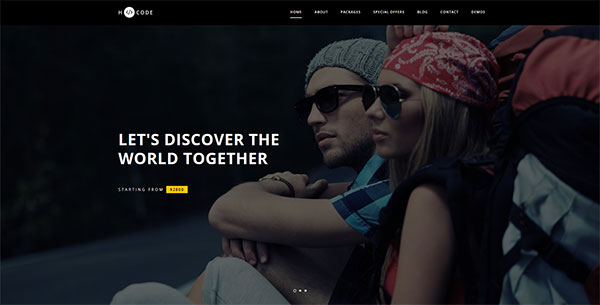 H </> CODE
HOME ABOUT PACKAGES SPECIAL OFFERS BLOG CONTACT DEMOS
LET'S DISCOVER THE
WORLD TOGETHER
STARTING FROM $2800